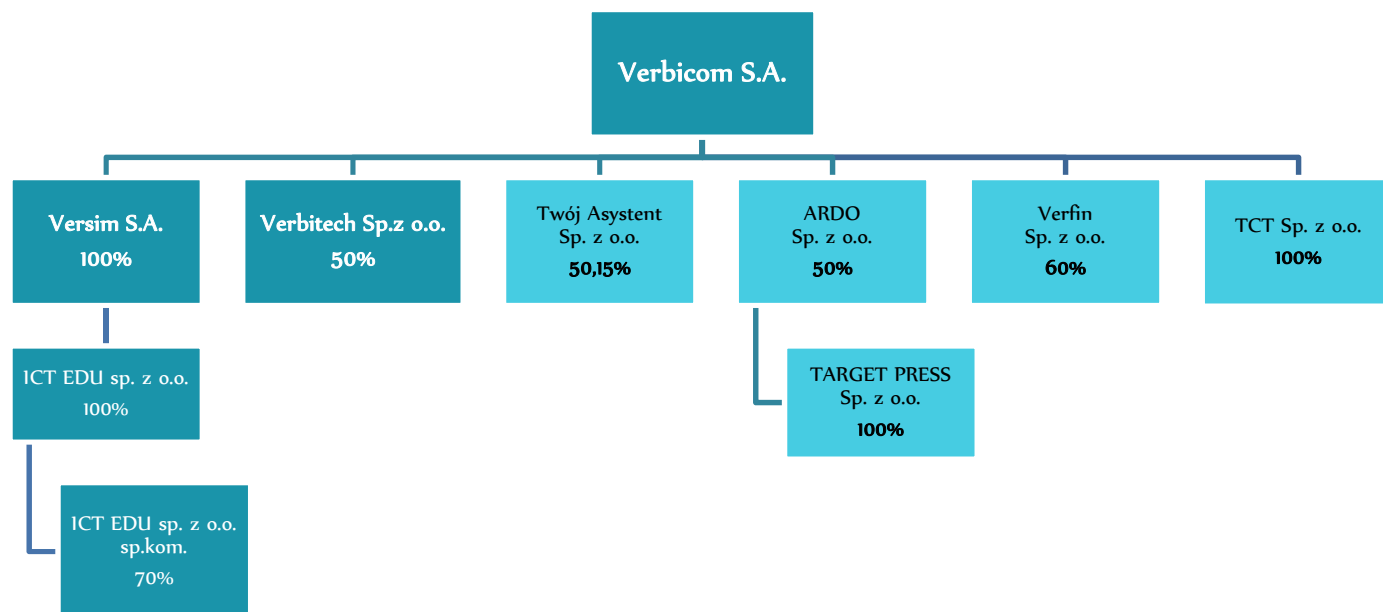 Verbicom S.A.
Versim S.A.
100%
Verbitech Sp.z o.o.
50%
Twój Asystent
Sp. z o.o.
50,15%
ARDO
Sp. z o.o.
50%
Verfin
Sp. z o.o.
60%
TCT Sp. z o.o.
100%
ICT EDU sp. z o.o.
100%
TARGET PRESS
Sp. z o.o.
100%
ICT EDU sp. z o.o.
sp.kom.
70%